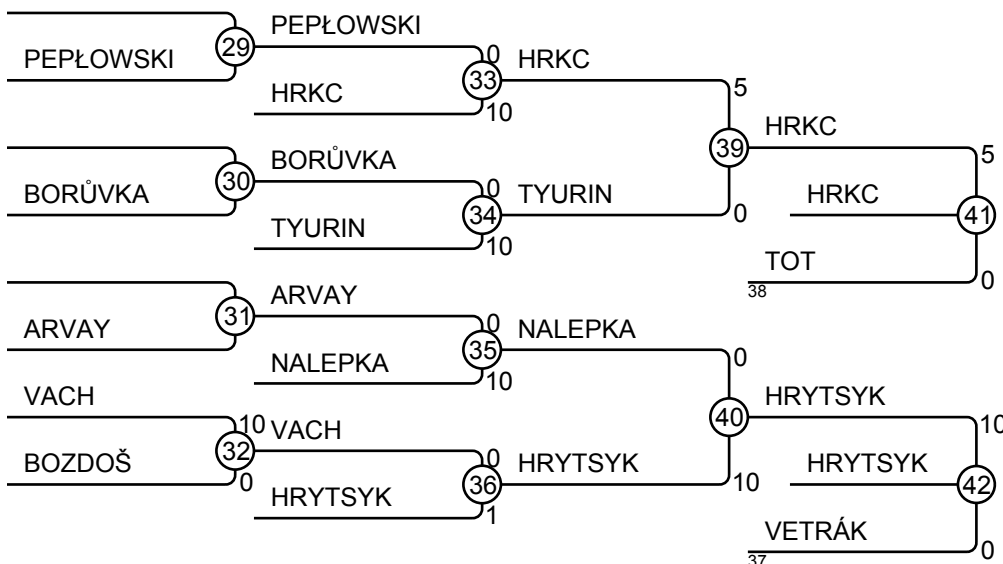 PEPŁOWSKI
29
PEPŁOWSKI
0
33
HRKC
10
HRKC
5
BORŮVKA
30
BORŮVKA
0
34
TYURIN
10
TYURIN
0
39
HRKC
5
HRKC
41
TOT
38
0
ARVAY
31
ARVAY
0
35
NALEPKA
10
NALEPKA
0
VACH
10
32
BOZDOŠ
0
VACH
0
36
HRYTSYK
1
HRYTSYK
10
40
HRYTSYK
10
HRYTSYK
42
VETRÁK
37
0